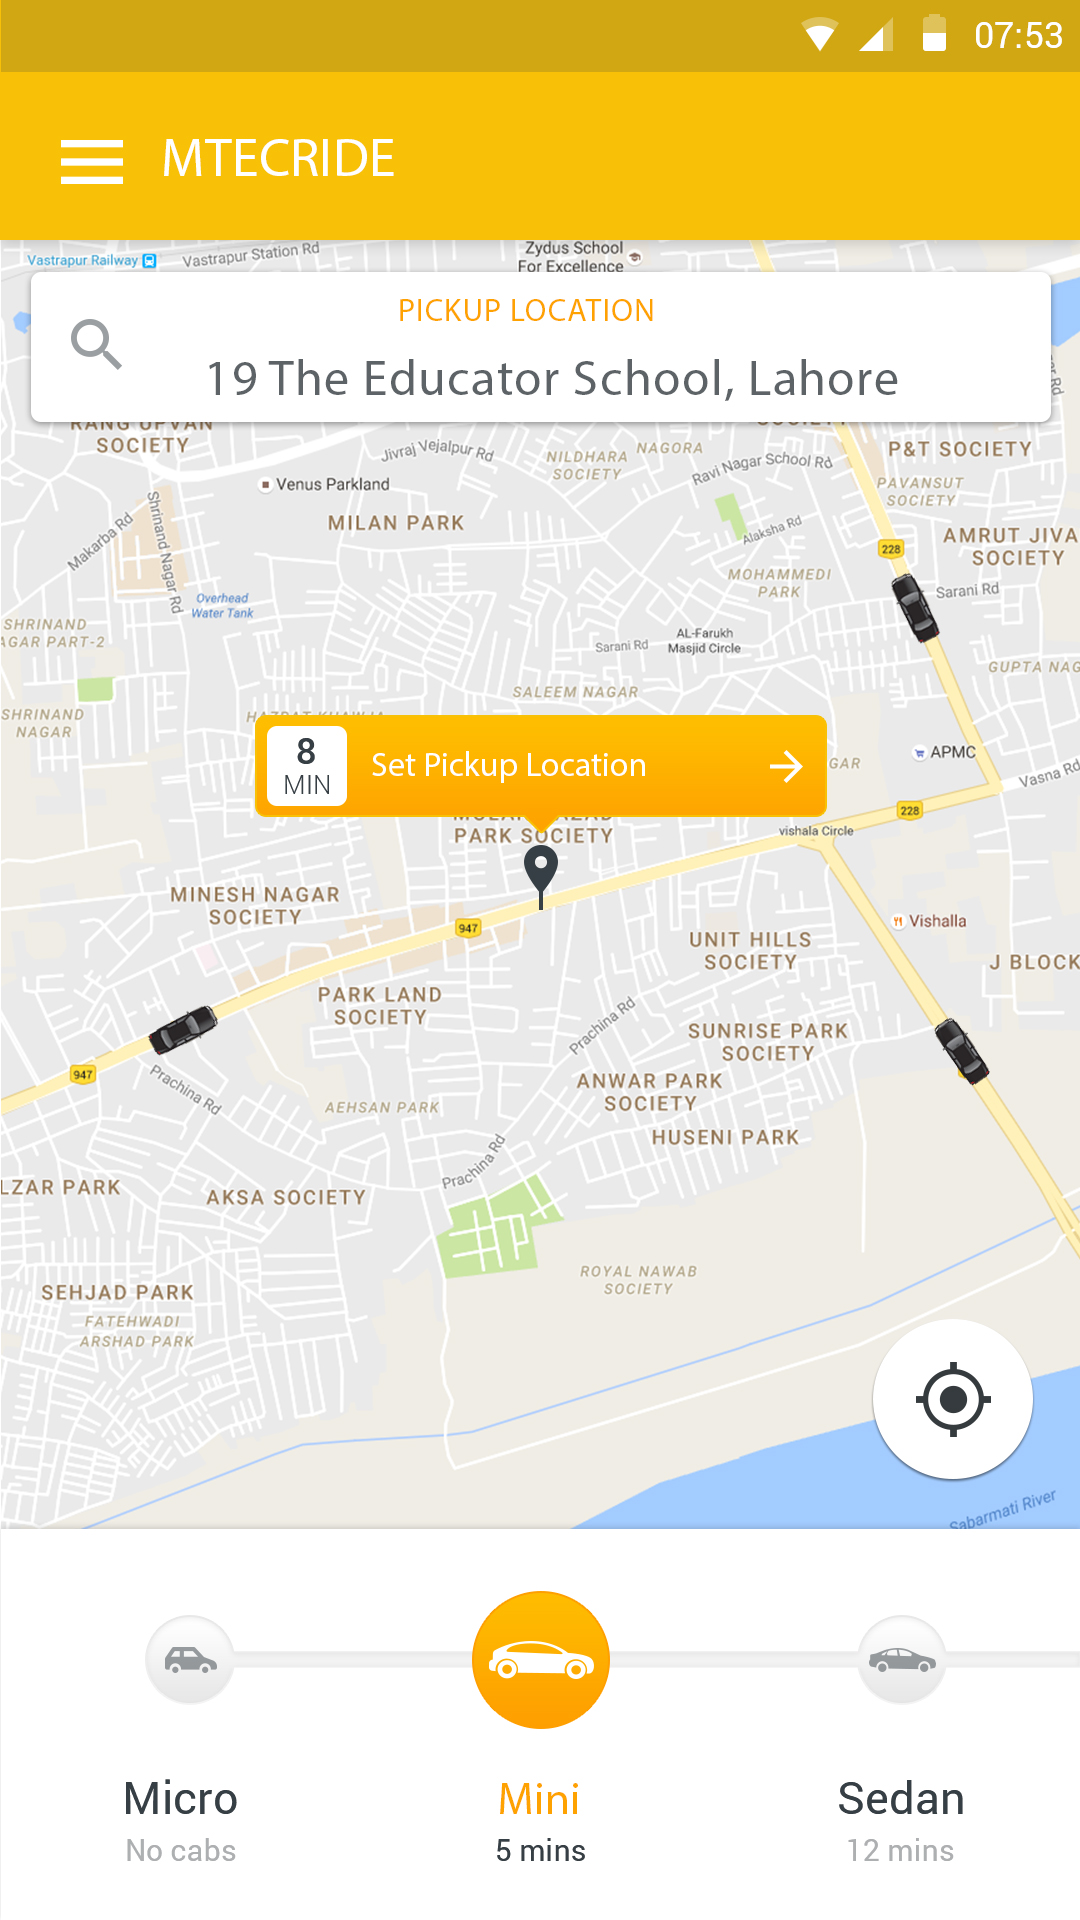 07:53
MTECRIDE
Vastrapur Railway
Vastrapur Station Rd
Zydus School
For Excellence
PICKUP LOCATION
19 The Educator School, Lahore
RANG UPVAN
SOCIETY
SOCIETY
Jivraj Vejalpur Rd
NILDHARA
SOCIETY
NAGORA
Ravi Nagar School Rd
P&T SOCIETY
PAVANSUT
SOCIETY
Venus Parkland
MILAN PARK
Makarba Rd
Shrinand Nagar Rd
Alaksha Rd
228
AMRUT JIVA
SOCIETY
MOHAMMEDI
PARK
Sarani Rd
Overhead
Water Tank
SHRINAND
AGAR PART-2
Sarani Rd
AL-Farukh
Masjid Circle
GUPTA NAG
SALEEM NAGAR
SHRINAND
NAGAR
HAZRAT KHAWJA
8
MIN
Set Pickup Location
GAR
APMC
Vasna Rd
228
PARK SOCIETY
vishala Circle
MINESH NAGAR
SOCIETY
947
Vishalla
UNIT HILLS
SOCIETY
J BLOCK
PARK LAND
SOCIETY
Prachina Rd
SUNRISE PARK
SOCIETY
947
Prachina Rd
ANWAR PARK
SOCIETY
AEHSAN PARK
HUSENI PARK
Prachina Rd
LZAR PARK
AKSA SOCIETY
ROYAL NAWAB
SOCIETY
SEHJAD PARK
FATEHWADI
ARSHAD PARK
Sabarmati River
Micro
No cabs
Mini
5 mins
Sedan
12 mins